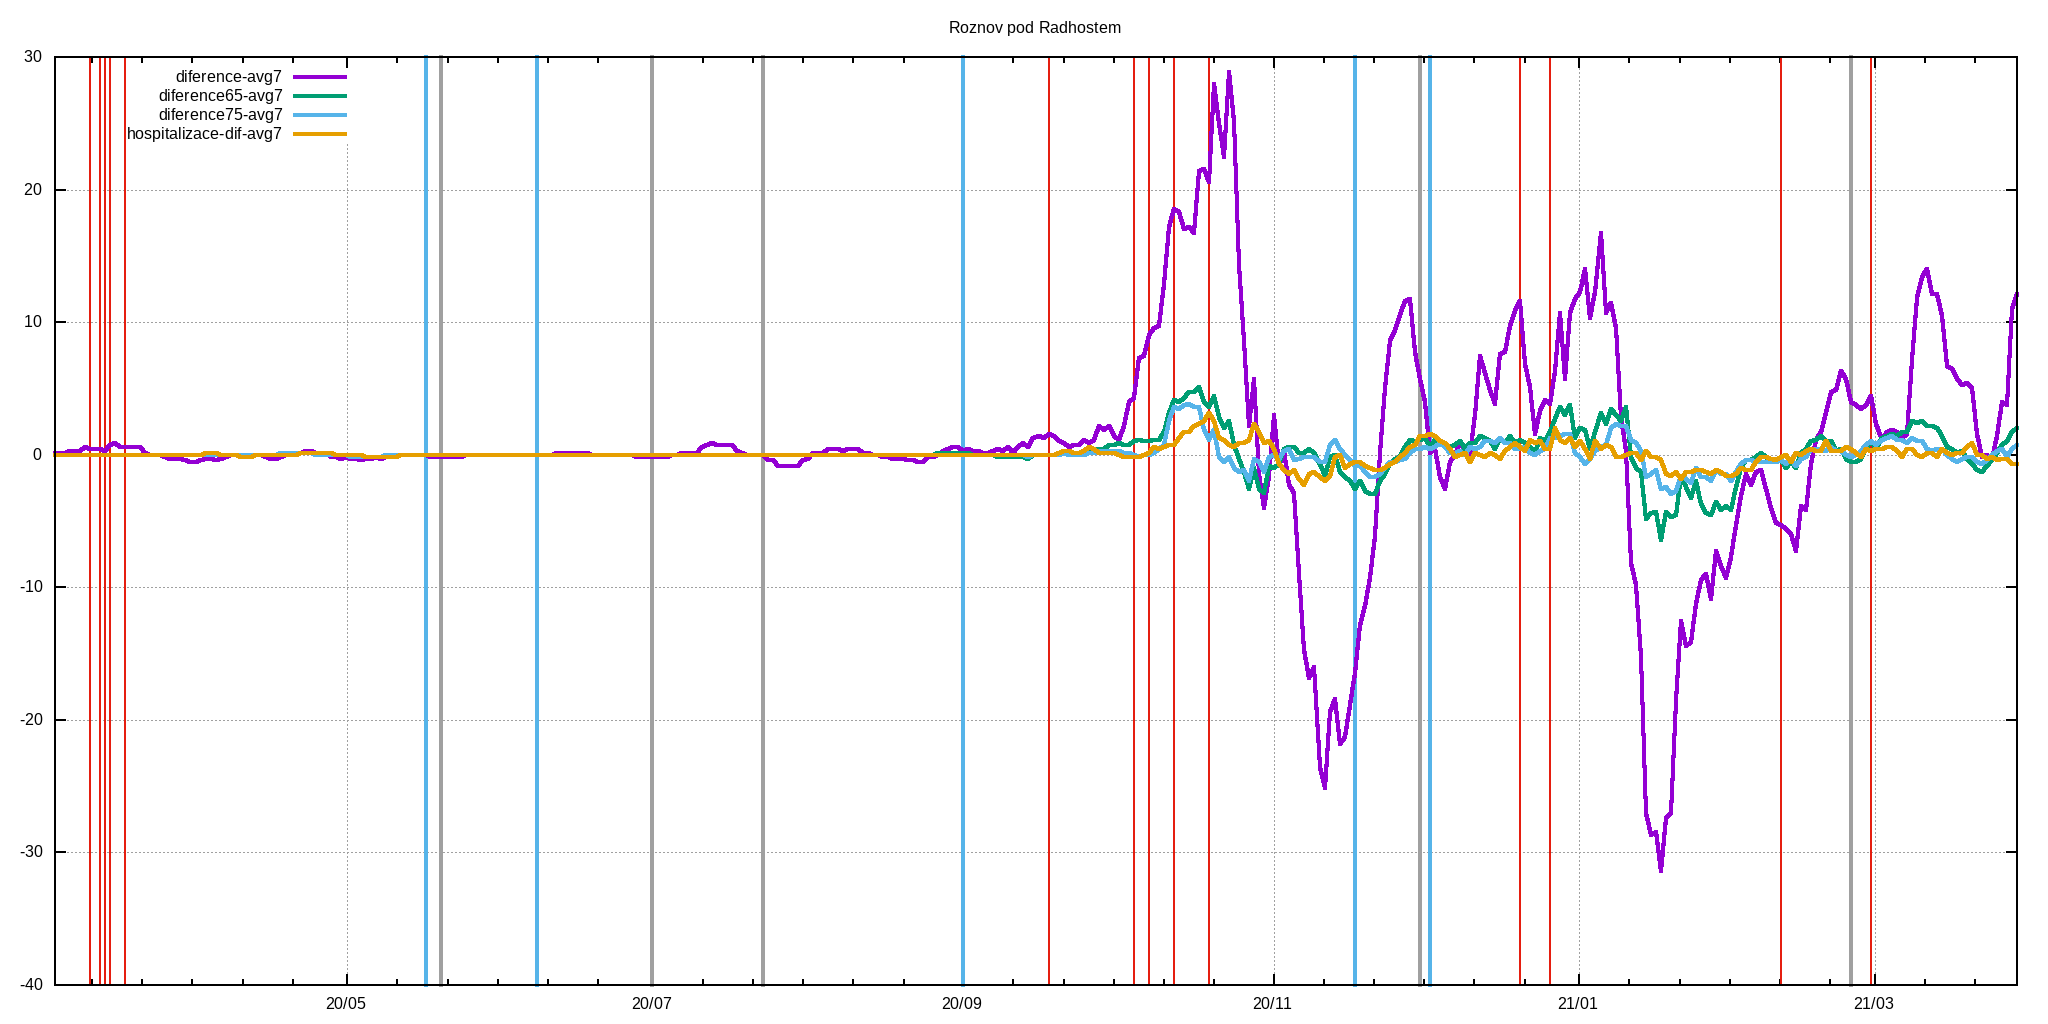 Roznov pod Radhostem
30
20
10
0
-10
-20
-30
-40
diference-avg7
diference65-avg7
diference75-avg7
hospitalizace-dif-avg7
20/05
20/07
20/09
20/11
21/01
21/03